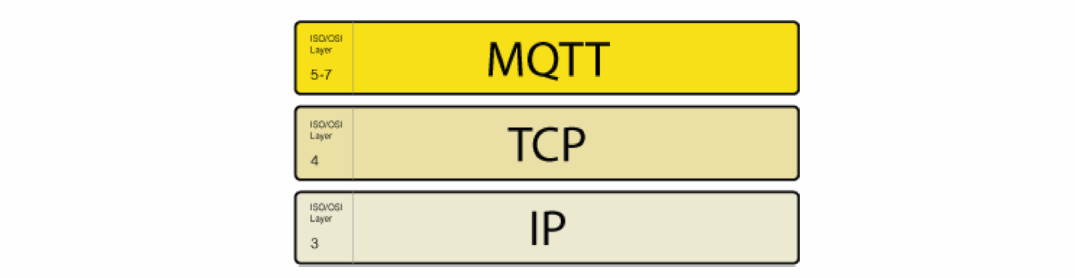 ISO/OSI
Layer
5-7
MQTT
ISO/OSI
Layer
4
TCP
ISO/OSI
Layer
3
IP